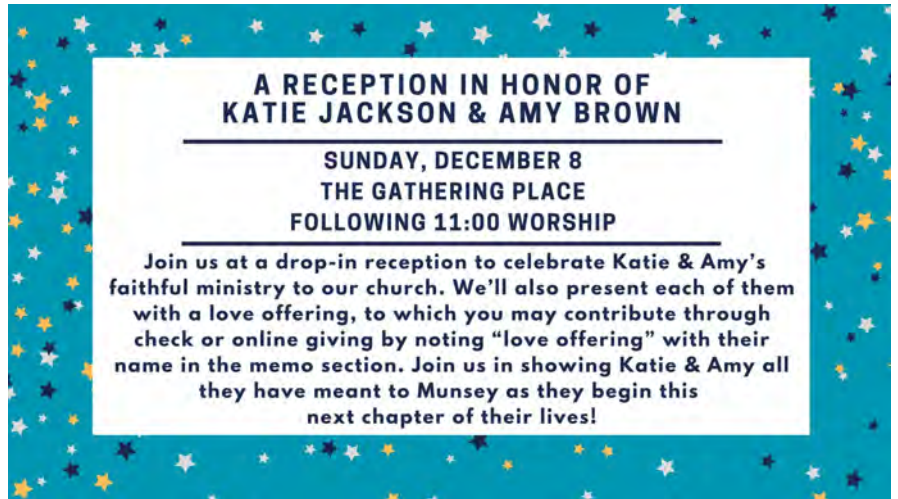 A RECEPTION IN HONOR OF
KATIE JACKSON & AMY BROWN
SUNDAY, DECEMBER 8
THE GATHERING PLACE
FOLLOWING 11:00 WORSHIP
Join us at a drop-in reception to celebrate Katie & Amy’s
faithful ministry to our church. We’ll also present each of them
with a love offering, to which you may contribute through
check or online giving by noting “love offering” with their
name in the memo section. Join us in showing Katie & Amy all
they have meant to Munsey as they begin this
next chapter of their lives!